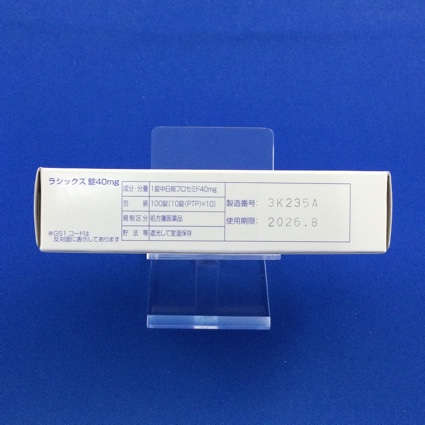 ラシックス 錠40mg
成分・分量 1錠中日局フロセミド40mg
包装 100錠(10錠(PTP)×10)
規制区分 処方箋医薬品
貯法等 遮光して室温保存
製造番号: 3K235A
使用期限: 2026.8
※GS1コードは
反対面に表示してあります